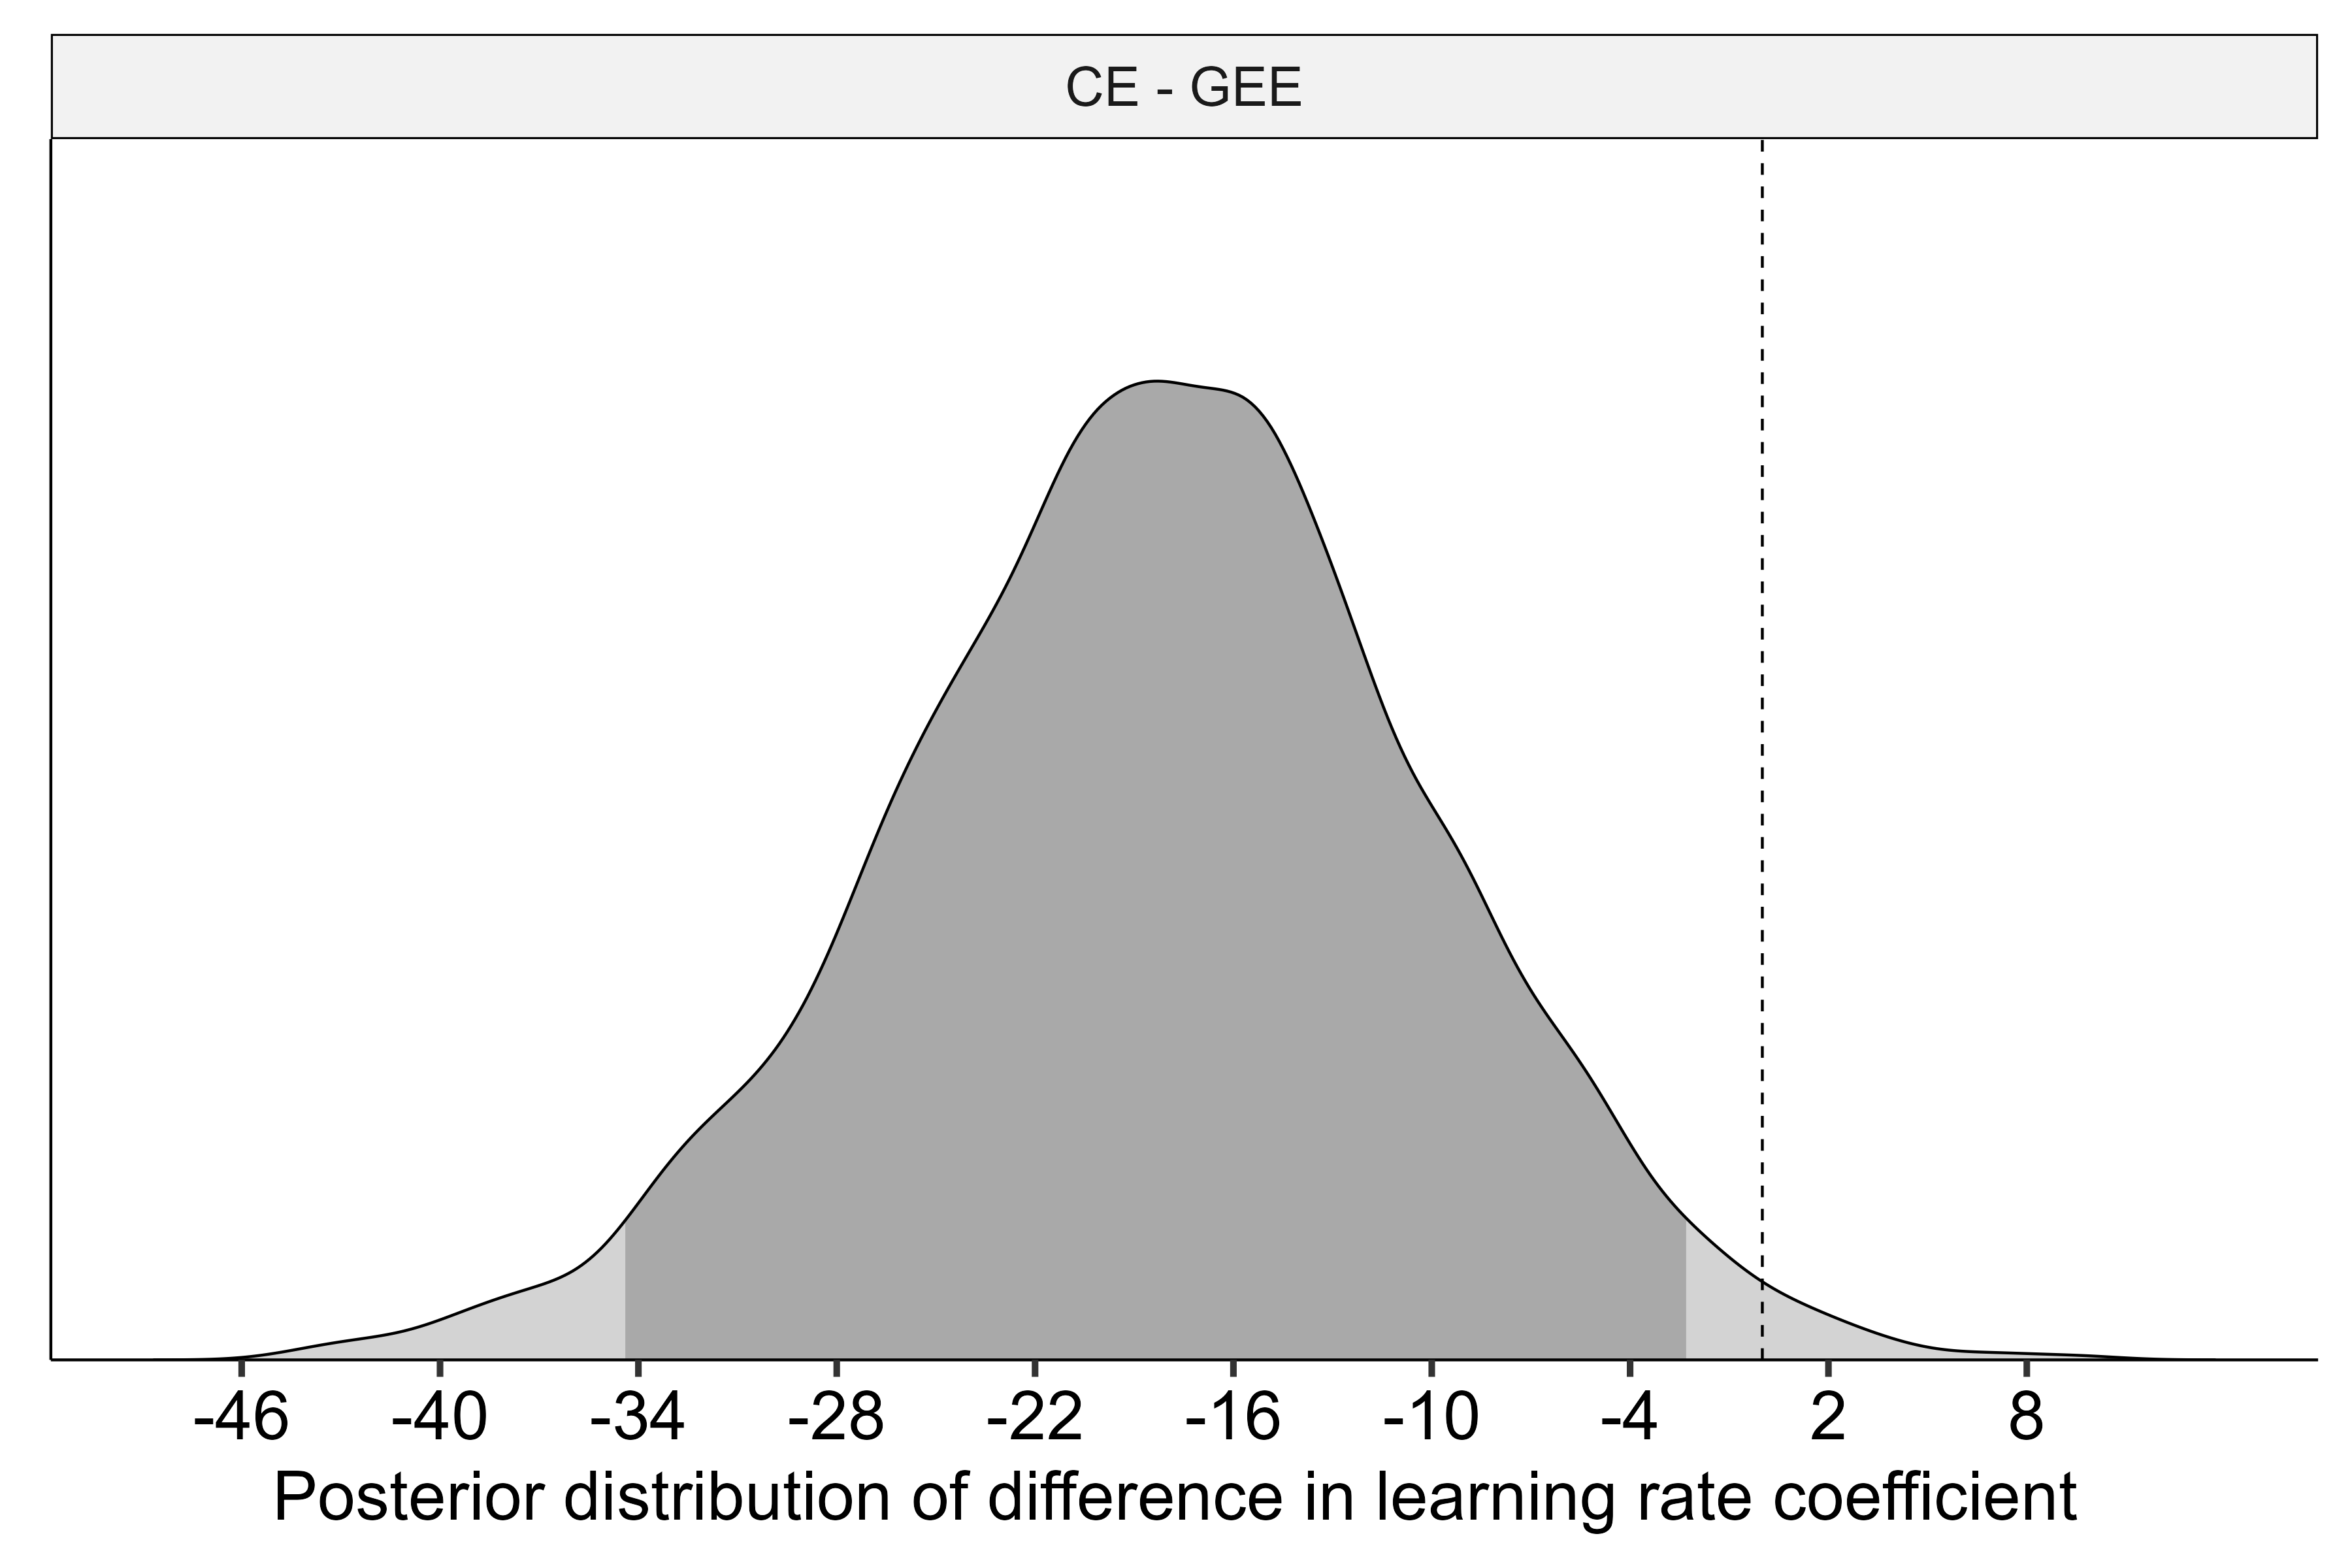 CE - GEE
-46 -40 -34 -28 -22 -16 -10 -4 2 8
Posterior distribution of difference in learning rate coefficient